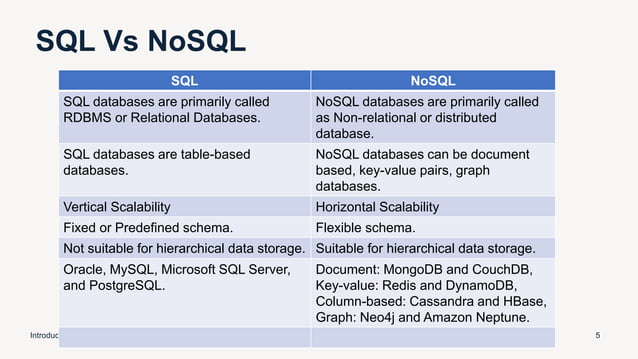 SQL Vs NoSQL
SQL
NoSQL
SQL databases are primarily called
RDBMS or Relational Databases.
NoSQL databases are primarily called
as Non-relational or distributed
database.
SQL databases are table-based
databases.
NoSQL databases can be document
based, key-value pairs, graph
databases.
Vertical Scalability
Horizontal Scalability
Fixed or Predefined schema.
Flexible schema.
Not suitable for hierarchical data storage.
Suitable for hierarchical data storage.
Oracle, MySQL, Microsoft SQL Server,
and PostgreSQL.
Document: MongoDB and CouchDB,
Key-value: Redis and DynamoDB,
Column-based: Cassandra and HBase,
Graph: Neo4j and Amazon Neptune.
Introduc
5